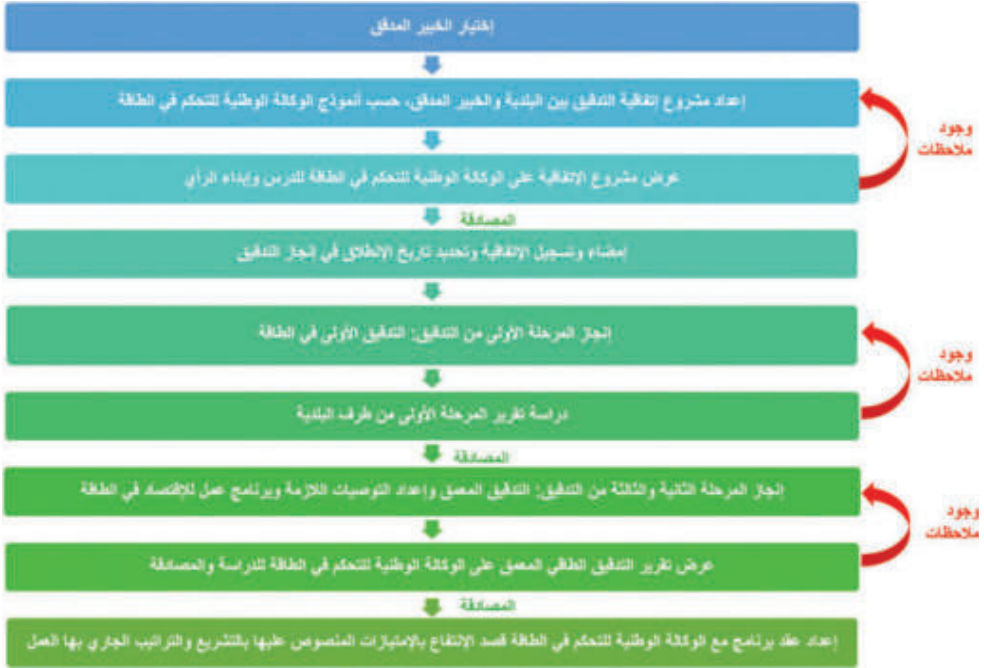 إختيار الخبير المدقق
إعداد مشروع إتفاقية التدقيق بين البلدية والخبير المدقق، حسب أنموذج الوكالة الوطنية للتحكم في الطاقة
وجود
ملاحظات
عرض مشروع الإتفاقية على الوكالة الوطنية للتحكم في الطاقة للدرس وإبداء الرأي
المصادقة
إمضاء وتسجيل الإتفاقية وتحديد تاريخ الإنطلاق في إنجاز التدقيق
إنجاز المرحلة الأولى من التدقيق: التدقيق الأولي في الطاقة
وجود
ملاحظات
دراسة تقرير المرحلة الأولى من طرف البلدية
المصادقة
إنجاز المرحلة الثانية والثالثة من التدقيق: التدقيق المعمق وإعداد التوصيات اللازمة وبرنامج عمل للإقتصاد في الطاقة
وجود
ملاحظات
عرض تقرير التدقيق الطاقي المعمق على الوكالة الوطنية للتحكم في الطاقة للدراسة والمصادقة
المصادقة
إعداد عقد برنامج مع الوكالة الوطنية للتحكم في الطاقة قصد الإنتفاع بالإمتيازات المنصوص عليها بالتشريع والتراتيب الجاري بها العمل